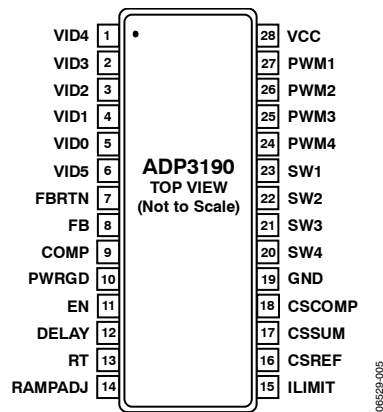 VID4 1 28 VCC
VID3 2 27 PWM1
VID2 3 26 PWM2
VID1 4 25 PWM3
VID0 5 24 PWM4
VID5 6 23 SW1
FBRTN 7 22 SW2
FB 8 21 SW3
COMP 9 20 SW4
PWRGD 10 19 GND
EN 11 18 CSCOMP
DELAY 12 17 CSSUM
RT 13 16 CSREF
RAMPADJ 14 15 ILIMIT
ADP3190
TOP VIEW
(Not to Scale)
06529-005